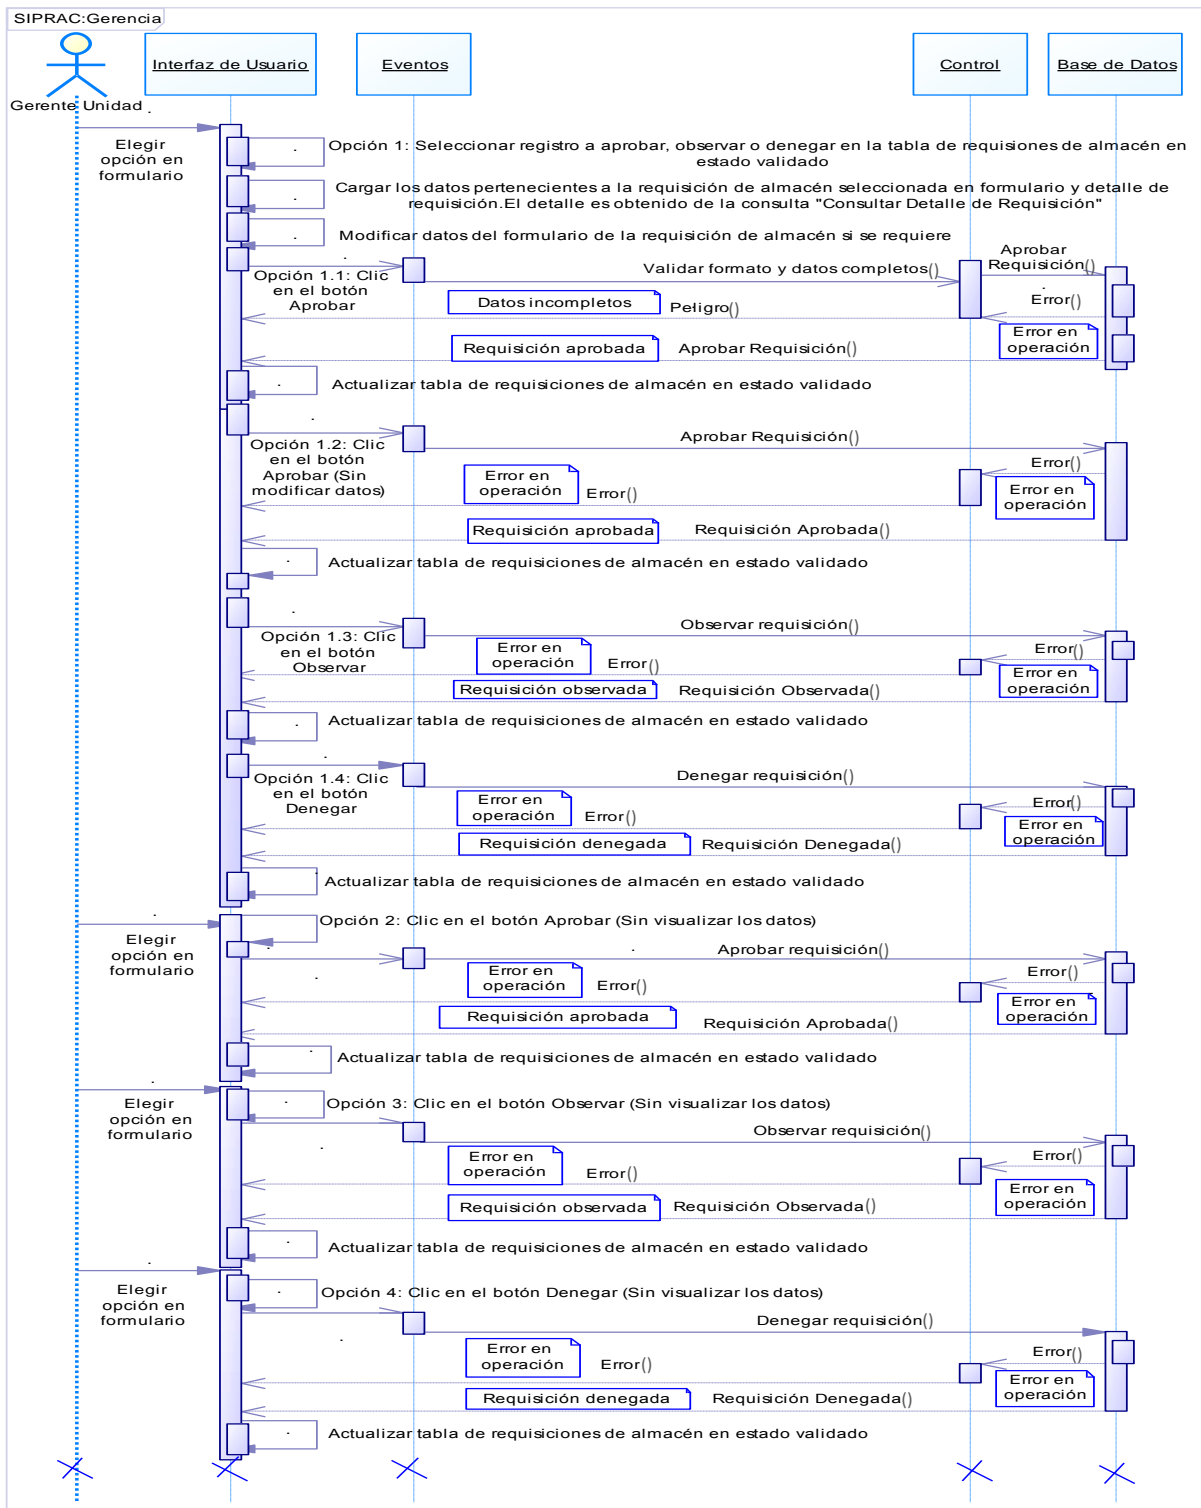 SIPRAC:Gerencia
Interfaz de Usuario
Eventos
Control
Base de Datos
Gerente Unidad
Elegir
opción en
formulario
Opción 1: Seleccionar registro a aprobar, observar o denegar en la tabla de requisiones de almacén en
estado validado
Cargar los datos pertenecientes a la requisición de almacén seleccionada en formulario y detalle de
requisición.El detalle es obtenido de la consulta "Consultar Detalle de Requisición"
Modificar datos del formulario de la requisición de almacén si se requiere
Aprobar
Requisición()
Opción 1.1: Clic
en el botón
Aprobar
Validar formato y datos completos()
Datos incompletos
Peligro()
Error()
Error en
operación
Requisición aprobada
Aprobar Requisición()
Actualizar tabla de requisiciones de almacén en estado validado
Opción 1.2: Clic
en el botón
Aprobar (Sin
modificar datos)
Aprobar Requisición()
Error()
Error en
operación
Error en
operación
Error()
Requisición aprobada
Requisición Aprobada()
Actualizar tabla de requisiciones de almacén en estado validado
Opción 1.3: Clic
en el botón
Observar
Observar requisición()
Error()
Error en
operación
Error en
operación
Error()
Requisición observada
Requisición Observada()
Actualizar tabla de requisiciones de almacén en estado validado
Opción 1.4: Clic
en el botón
Denegar
Denegar requisición()
Error()
Error en
operación
Error en
operación
Error()
Requisición denegada
Requisición Denegada()
Actualizar tabla de requisiciones de almacén en estado validado
Elegir
opción en
formulario
Opción 2: Clic en el botón Aprobar (Sin visualizar los datos)
Aprobar requisición()
Error()
Error en
operación
Error en
operación
Error()
Requisición aprobada
Requisición Aprobada()
Actualizar tabla de requisiciones de almacén en estado validado
Elegir
opción en
formulario
Opción 3: Clic en el botón Observar (Sin visualizar los datos)
Observar requisición()
Error()
Error en
operación
Error en
operación
Error()
Requisición observada
Requisición Observada()
Actualizar tabla de requisiciones de almacén en estado validado
Elegir
opción en
formulario
Opción 4: Clic en el botón Denegar (Sin visualizar los datos)
Denegar requisición()
Error()
Error en
operación
Error en
operación
Error()
Requisición denegada
Requisición Denegada()
Actualizar tabla de requisiciones de almacén en estado validado